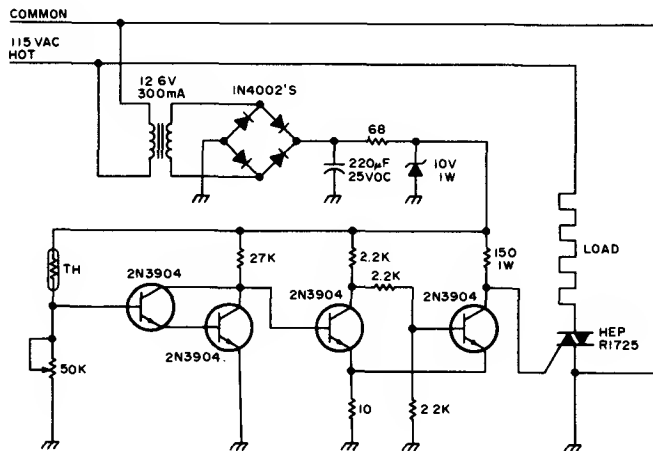 COMMON
115 VAC
HOT
12 6V
300mA
1N4002'S
68
220µF
25VOC
10V
1W
TH
27K
2.2K
2.2K
150
1W
LOAD
2N3904
2N3904
2N3904
2N3904.
HEP
R1725
50K
10
2.2K